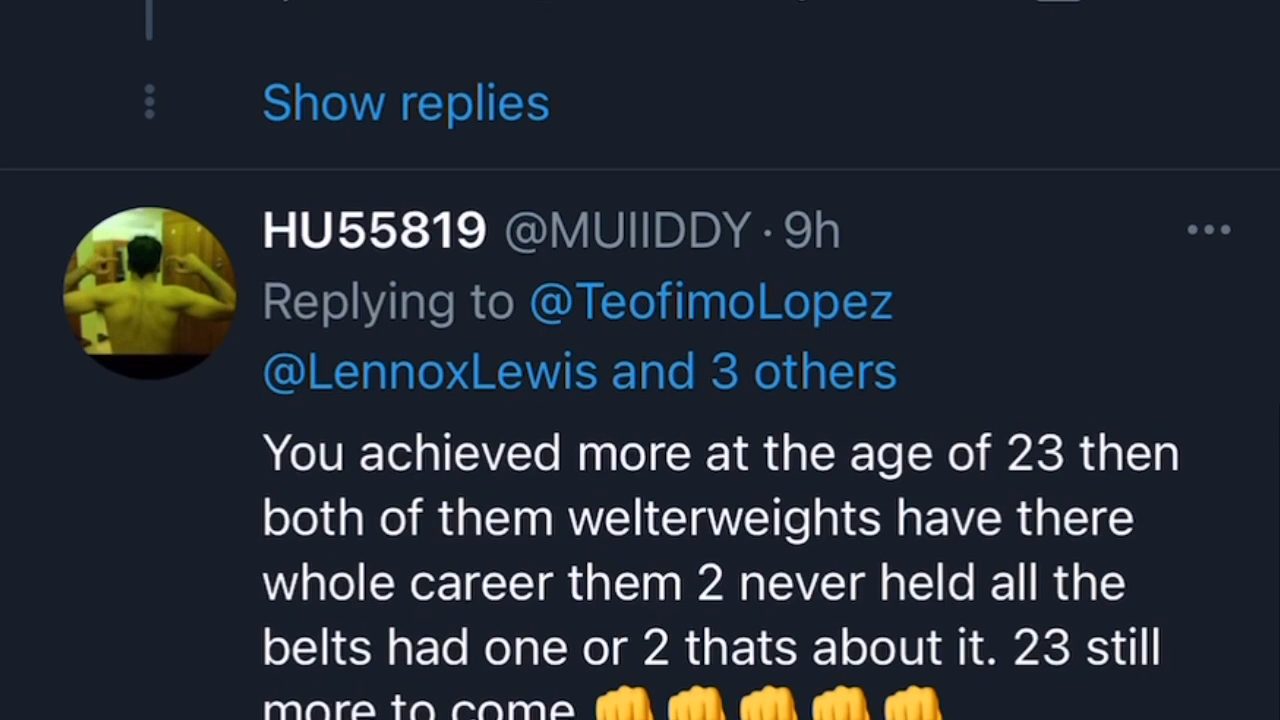 Show replies
HU55819 @MUIIDDY · 9h
Replying to @TeofimoLopez
@LennoxLewis and 3 others
You achieved more at the age of 23 then
both of them welterweights have there
whole career them 2 never held all the
belts had one or 2 thats about it. 23 still
more to come 👊👊👊👊👊